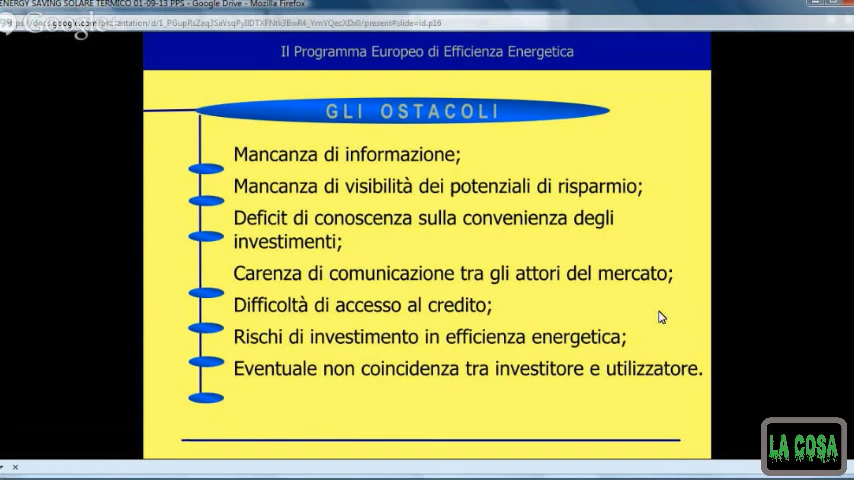 ENERGY SAVING SOLARE TERMICO 01-09-13 PPS - Google Drive - Mozilla Firefox
Google
Il Programma Europeo di Efficienza Energetica
GLI OSTACOLI
Mancanza di informazione;
Mancanza di visibilità dei potenziali di risparmio;
Deficit di conoscenza sulla convenienza degli
investimenti;
Carenza di comunicazione tra gli attori del mercato;
Difficoltà di accesso al credito;
Rischi di investimento in efficienza energetica;
Eventuale non coincidenza tra investitore e utilizzatore.
LA COSA